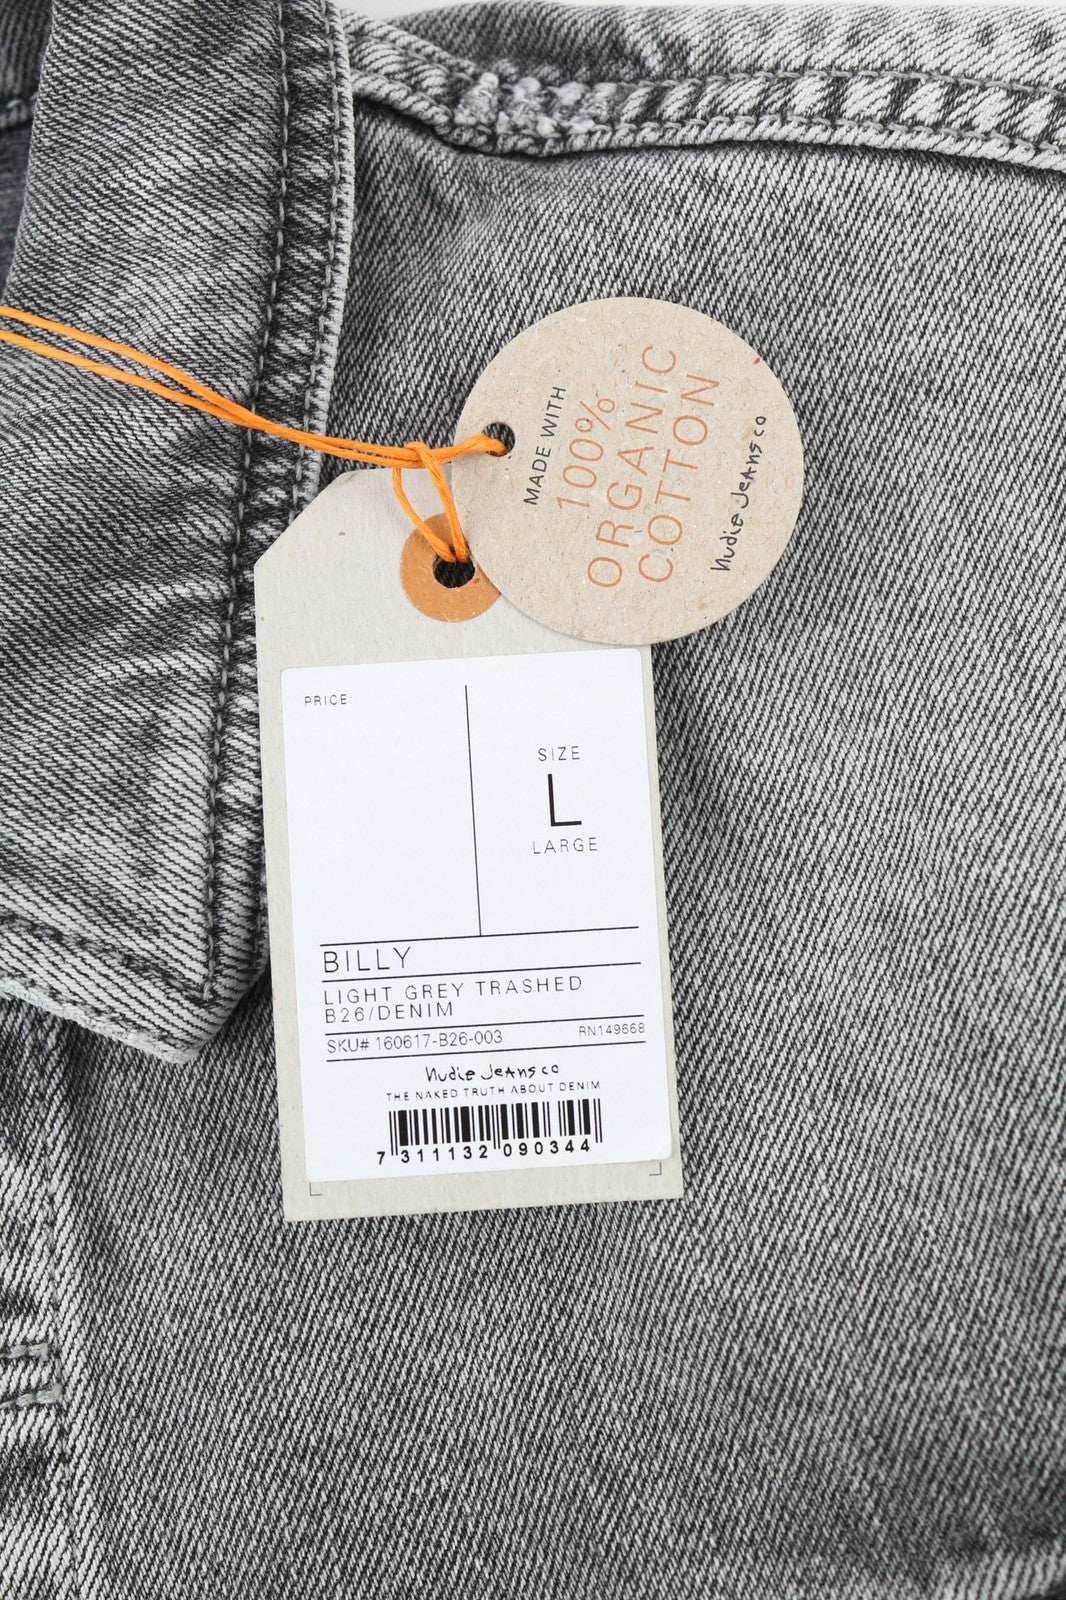 MADE WITH
100%
ORGANIC
COTTON
nudie Jeans co
PRICE:
SIZE
L
LARGE
BILLY
LIGHT GREY TRASHED
B26/DENIM
SKU# 160617-B26-003 RN149668
nudie Jeans co
THE NAKED TRUTH ABOUT DENIM
7 311132 090344